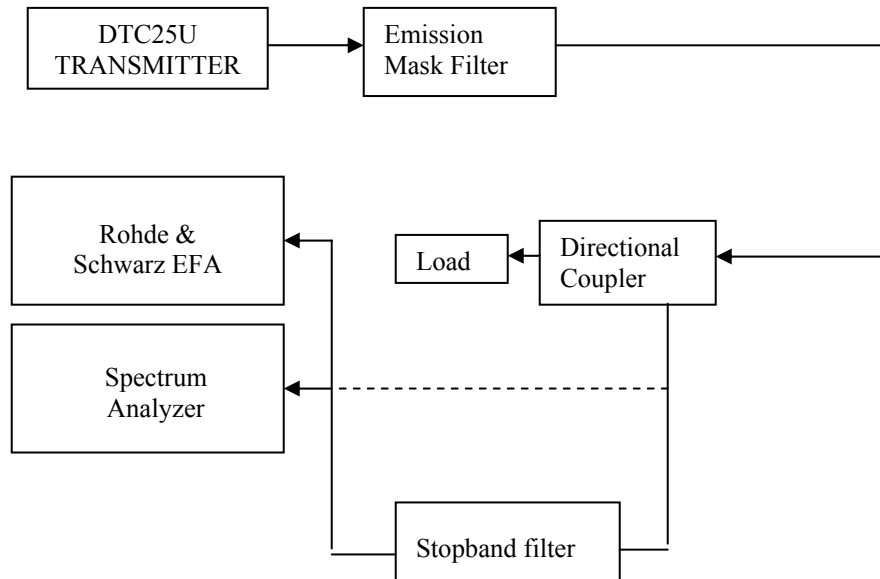 DTC25U
TRANSMITTER
Emission
Mask Filter
Rohde &
Schwarz EFA
Load
Directional
Coupler
Spectrum
Analyzer
Stopband filter